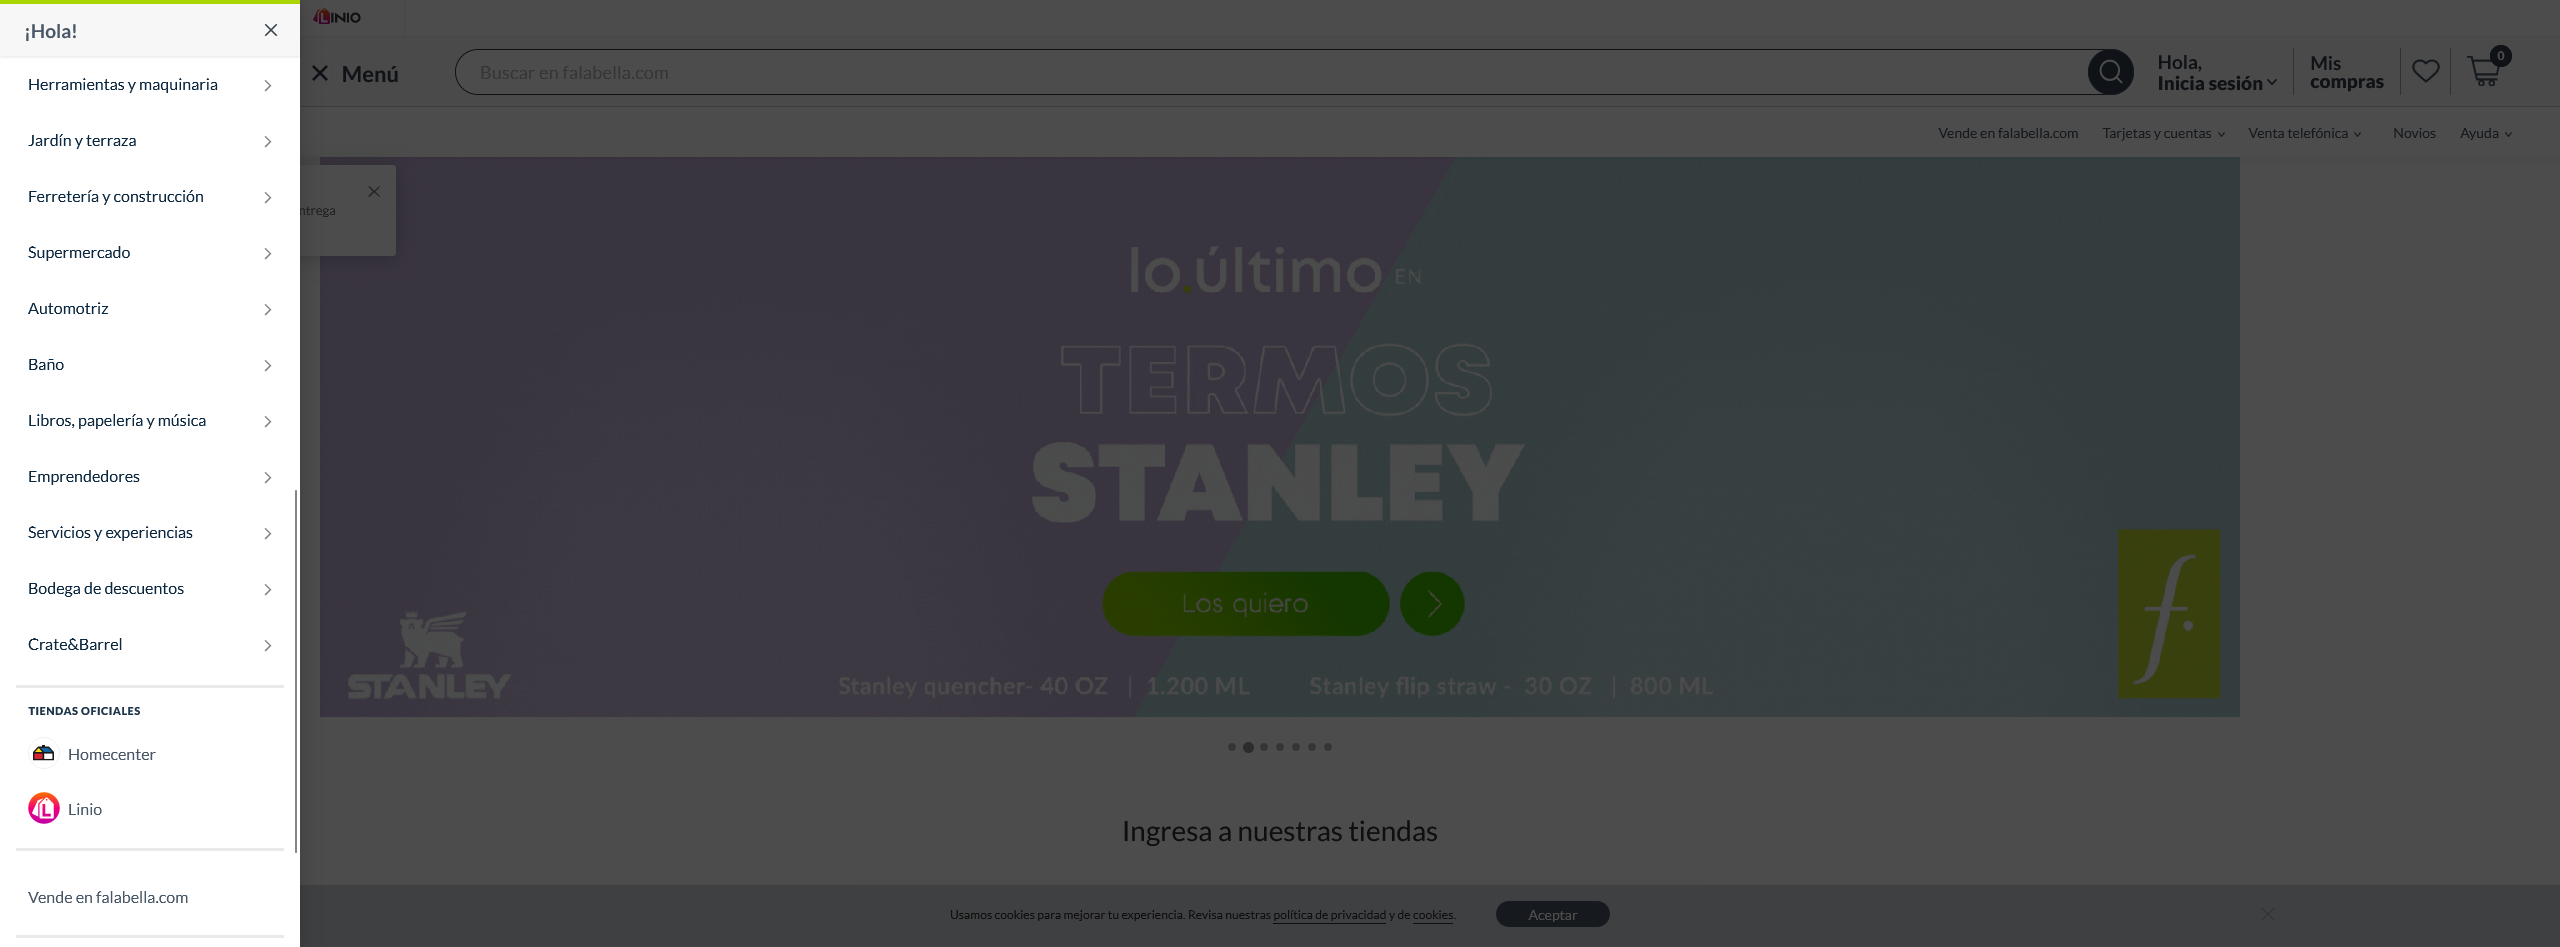 ¡Hola!
Herramientas y maquinaria
Jardín y terraza
Ferretería y construcción
Supermercado
Automotriz
Baño
Libros, papelería y música
Emprendedores
Servicios y experiencias
Bodega de descuentos
Crate&Barrel
TIENDAS OFICIALES
Homecenter
L Linio
Vende en falabella.com
LINIO
Menú
Buscar en falabella.com
Hola,
Inicia sesión
Mis
compras
0
Vende en falabella.com Tarjetas y cuentas Venta telefónica Novios Ayuda
ntrega
lo.último EN
TERMOS
STANLEY
Los quiero
f.
STANLEY
Stanley quencher- 40 OZ | 1.200 ML Stanley flip straw - 30 OZ | 800 ML
Ingresa a nuestras tiendas
Usamos cookies para mejorar tu experiencia. Revisa nuestras política de privacidad y de cookies. Aceptar